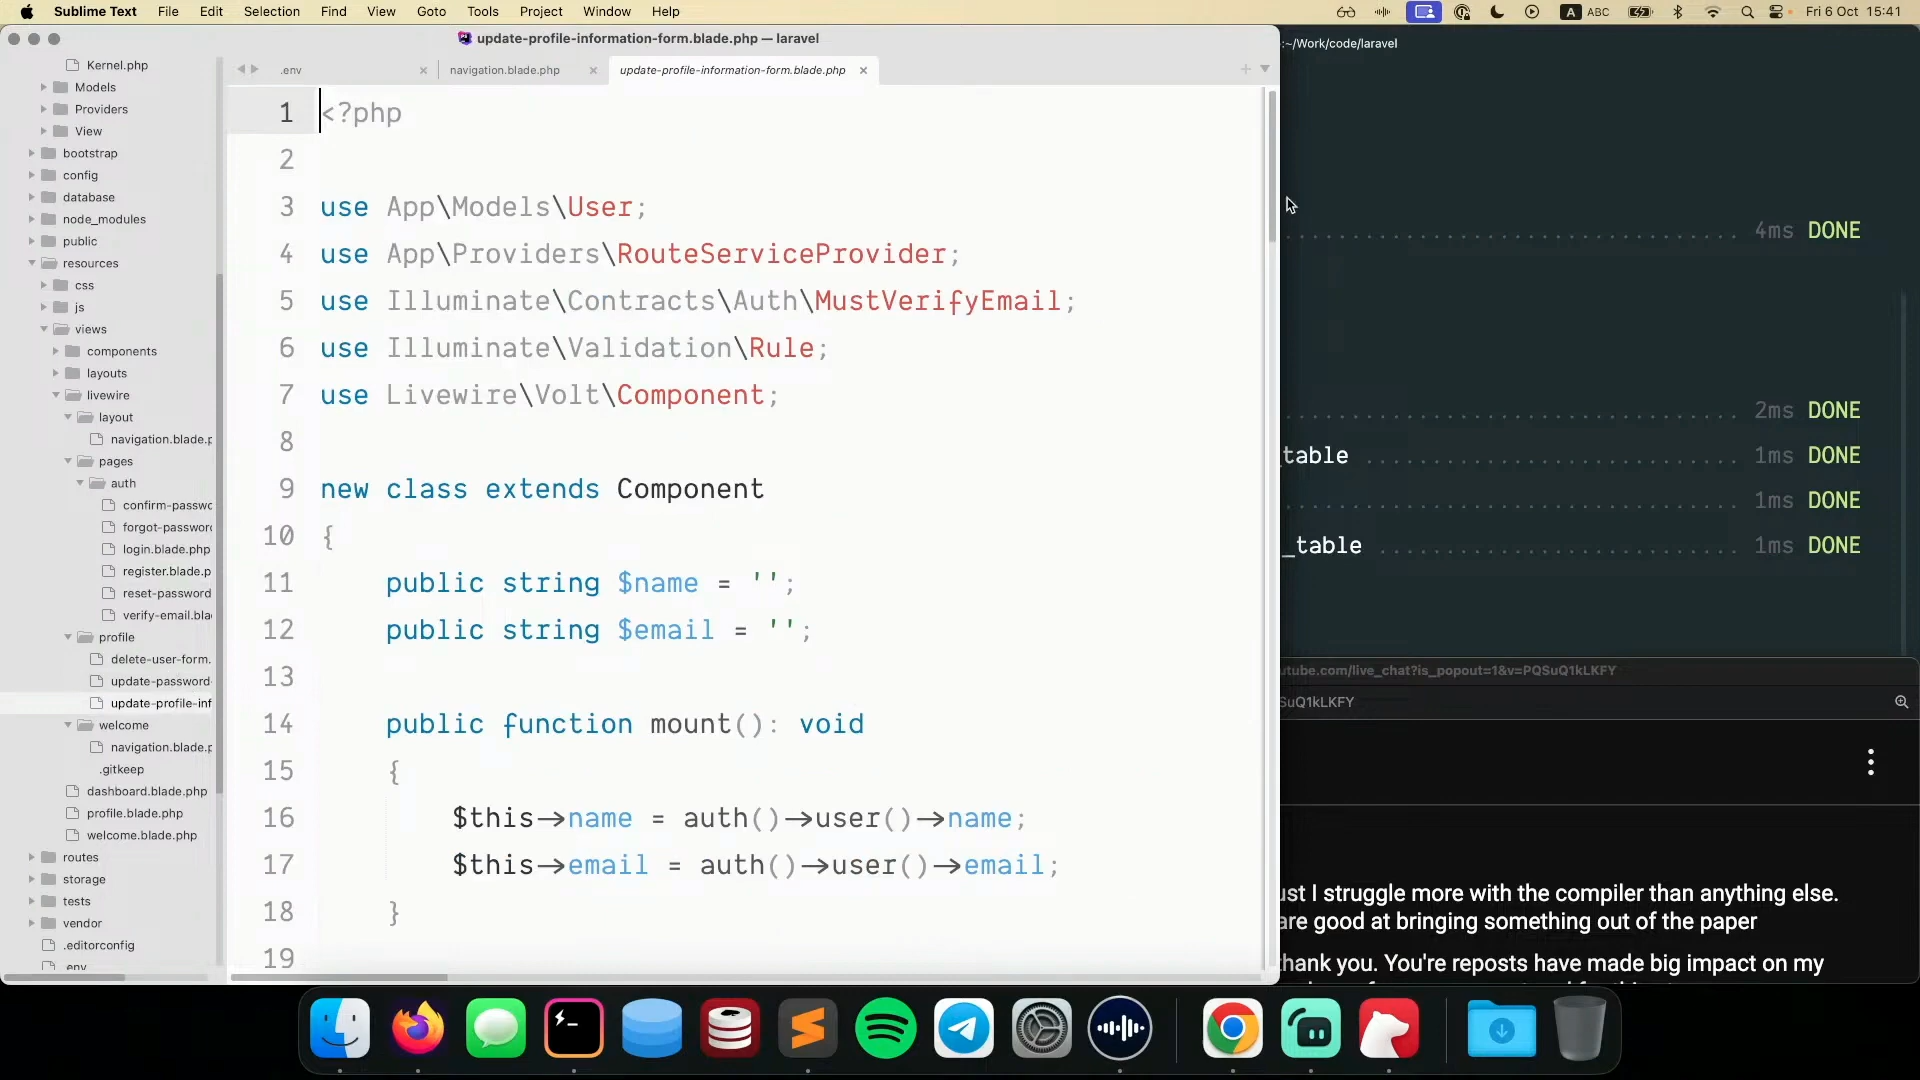 Sublime Text File Edit Selection Find View Goto Tools Project Window Help
A ABC Fri 6 Oct 15:41
update-profile-information-form.blade.php — laravel
Kernel.php
Models
Providers
View
bootstrap
config
database
node_modules
public
resources
css
js
views
components
layouts
livewire
layout
navigation.blade.p
pages
auth
confirm-passwo
forgot-password
login.blade.php
register.blade.p
reset-password
verify-email.bla
profile
delete-user-form.
update-password-
update-profile-inf
welcome
navigation.blade.p
.gitkeep
dashboard.blade.php
profile.blade.php
welcome.blade.php
routes
storage
tests
vendor
.editorconfig
.env
.env
navigation.blade.php
update-profile-information-form.blade.php
1 <?php
2
3 use App\Models\User;
4 use App\Providers\RouteServiceProvider;
5 use Illuminate\Contracts\Auth\MustVerifyEmail;
6 use Illuminate\Validation\Rule;
7 use Livewire\Volt\Component;
8
9 new class extends Component
10 {
11 public string $name = '';
12 public string $email = '';
13
14 public function mount(): void
15 {
16 $this->name = auth()->user()->name;
17 $this->email = auth()->user()->email;
18 }
19
:~/Work/code/laravel
4ms DONE
2ms DONE
_table 1ms DONE
1ms DONE
_table 1ms DONE
utube.com/live_chat?is_popout=1&v=PQSuQ1kLKFY
SuQ1kLKFY
ust I struggle more with the compiler than anything else.
are good at bringing something out of the paper
thank you. You're reposts have made big impact on my